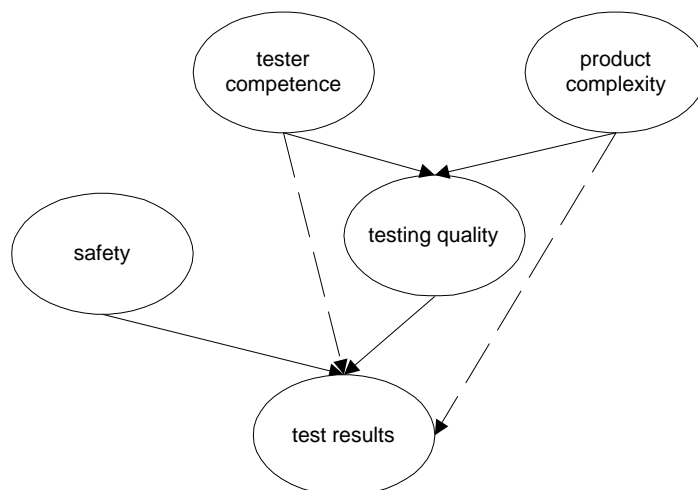 tester
competence
product
complexity
testing quality
safety
test results